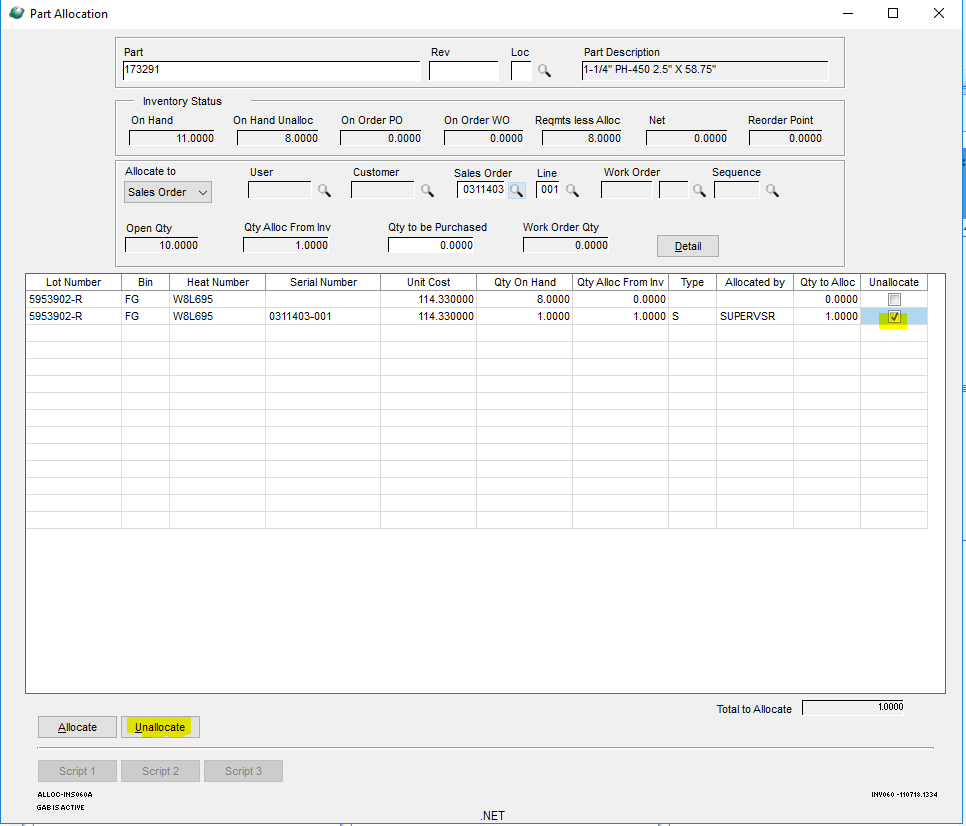 Part Allocation
Part Rev Loc Part Description
173291 1-1/4" PH-450 2.5" X 58.75"
Inventory Status
On Hand On Hand Unalloc On Order PO On Order WO Reqmts less Alloc Net Reorder Point
11.0000 8.0000 0.0000 0.0000 8.0000 0.0000 0.0000
Allocate to User Customer Sales Order Line Work Order Sequence
Sales Order 0311403 001
Open Qty Qty Alloc From Inv Qty to be Purchased Work Order Qty
10.0000 1.0000 0.0000 0.0000 Detail
Lot Number Bin Heat Number Serial Number Unit Cost Qty On Hand Qty Alloc From Inv Type Allocated by Qty to Alloc Unallocate
5953902-R FG W8L695 114.330000 8.0000 0.0000 0.0000
5953902-R FG W8L695 0311403-001 114.330000 1.0000 1.0000 S SUPERVSR 1.0000
Total to Allocate 1.0000
Allocate Unallocate
Script 1 Script 2 Script 3
ALLOC-INS060A INV060 -110718.1334
GAB IS ACTIVE
.NET